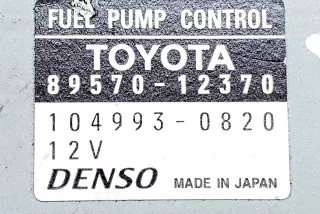 FUEL PUMP CONTROL
TOYOTA
89570-12370
104993-0820
12V
DENSO MADE IN JAPAN